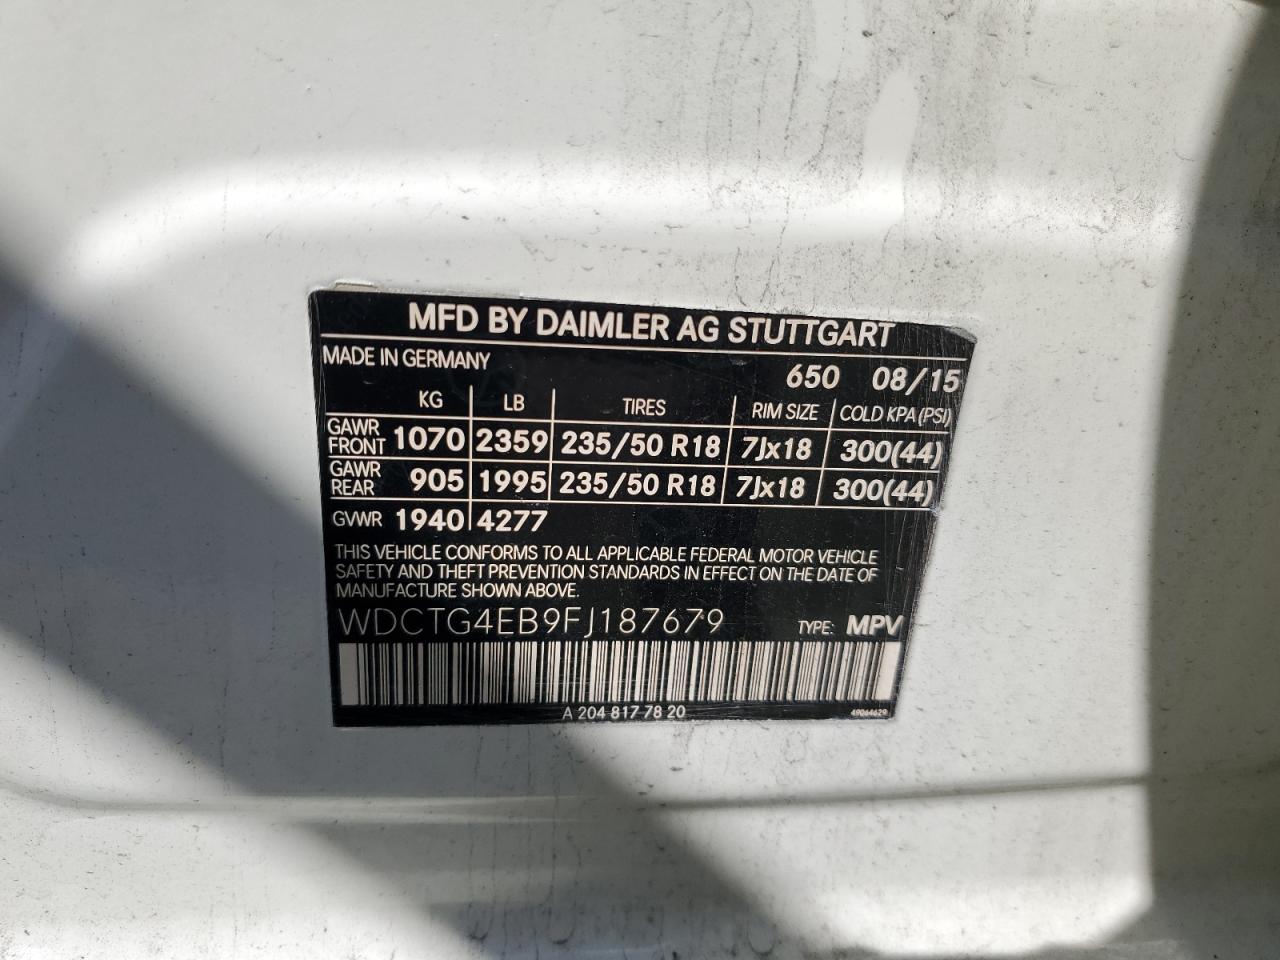 MFD BY DAIMLER AG STUTTGART
MADE IN GERMANY
650 08/15
KG LB TIRES RIM SIZE COLD KPA (PSI)
GAWR FRONT 1070 2359 235/50 R18 7Jx18 300(44)
GAWR REAR 905 1995 235/50 R18 7Jx18 300(44)
GVWR 1940 4277
THIS VEHICLE CONFORMS TO ALL APPLICABLE FEDERAL MOTOR VEHICLE
SAFETY AND THEFT PREVENTION STANDARDS IN EFFECT ON THE DATE OF
MANUFACTURE SHOWN ABOVE.
WDCTG4EB9FJ187679 TYPE: MPV
A 204 817 78 20 49064629